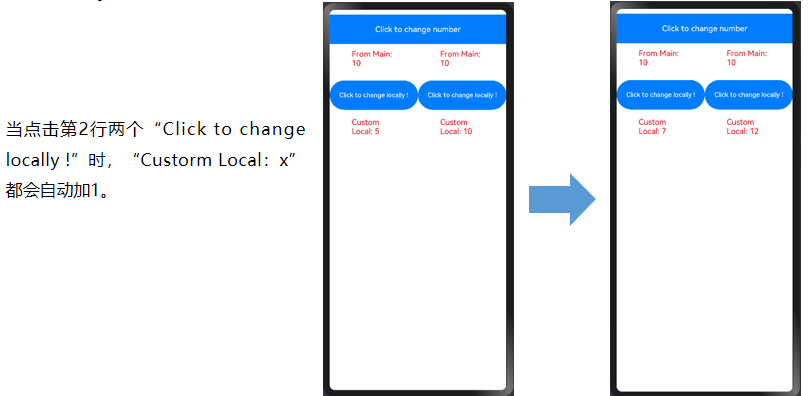 当点击第2行两个“Click to change
locally !”时，“Custorm Local：x”
都会自动加1。
Click to change number
From Main:
10
From Main:
10
Click to change locally !
Click to change locally !
Custom
Local: 5
Custom
Local: 10
Click to change number
From Main:
10
From Main:
10
Click to change locally !
Click to change locally !
Custom
Local: 7
Custom
Local: 12